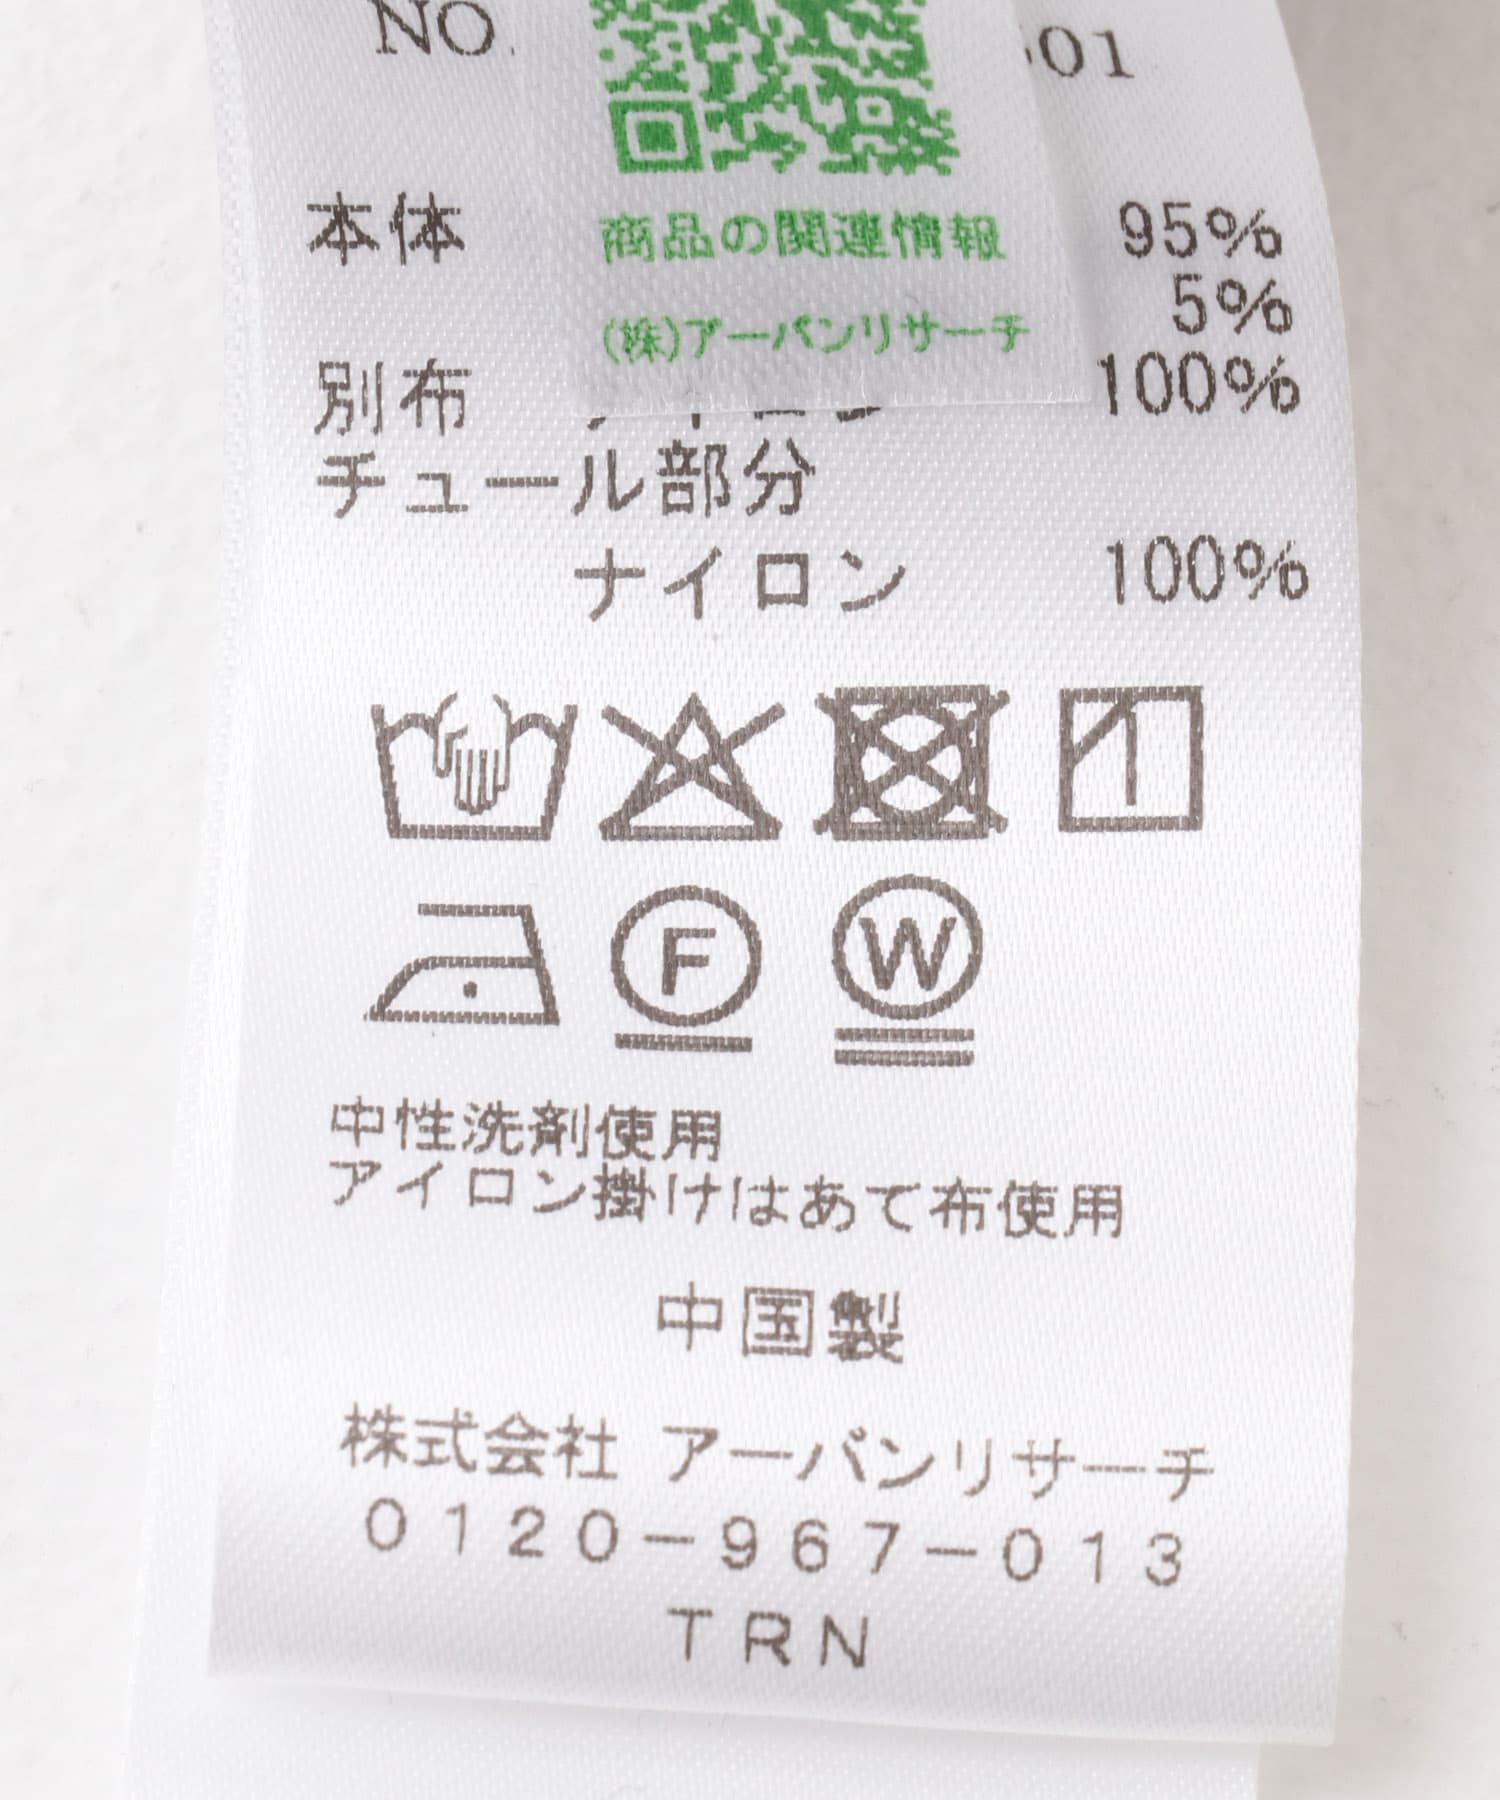 NO.
01
商品の関連情報
(株)アーバンリサーチ
本体 95%
5%
別布 100%
チュール部分
ナイロン 100%
F W
中性洗剤使用
アイロン掛けはあて布使用
中国製
株式会社 アーバンリサーチ
0120-967-013
TRN